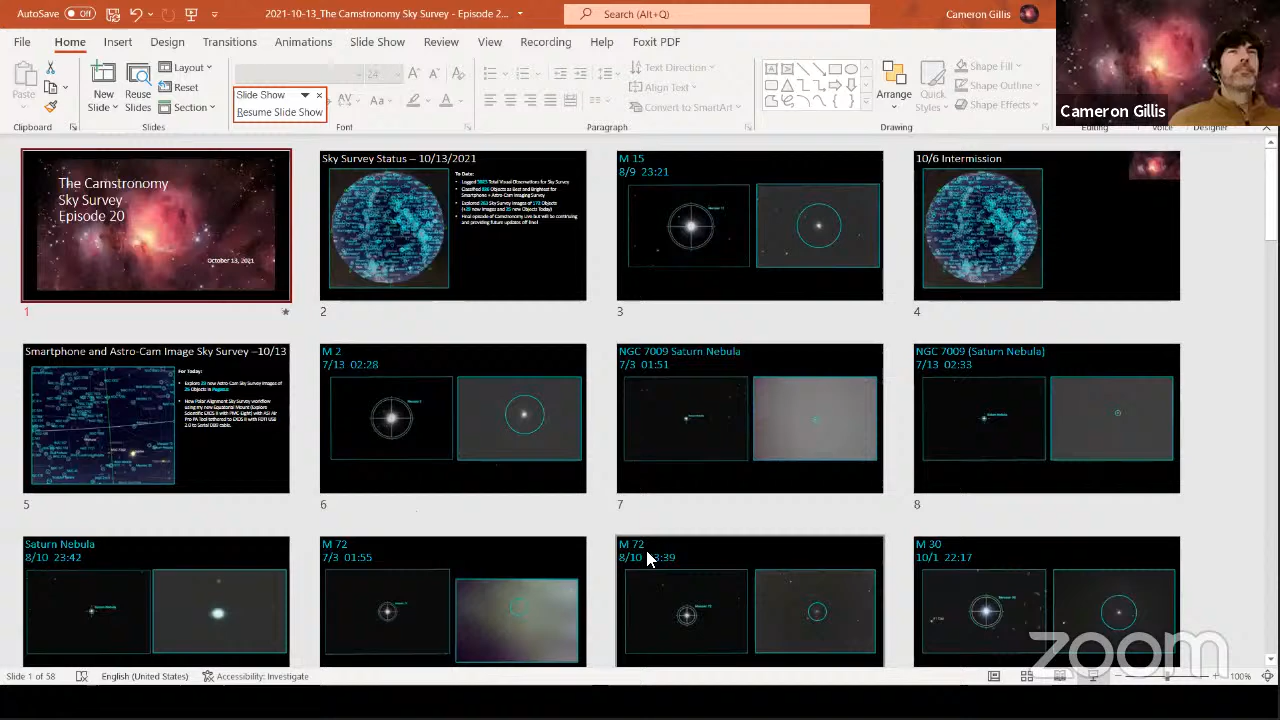 AutoSave Off
2021-10-13_The Camstronomy Sky Survey - Episode 2...
Search (Alt+Q)
Cameron Gillis
File Home Insert Design Transitions Animations Slide Show Review View Recording Help Foxit PDF
Paste
New Slide
Reuse Slides
Layout
Reset
Section
24
Slide Show
Resume Slide Show
Text Direction
Align Text
Convert to SmartArt
Arrange
Quick Styles
Shape Fill
Shape Outline
Shape Effects
Clipboard Slides Font Paragraph Drawing Editing Voice Designer
Cameron Gillis
The Camstronomy
Sky Survey
Episode 20
October 13, 2021
1
Sky Survey Status – 10/13/2021
To Date:
2
M 15
8/9 23:21
3
10/6 Intermission
4
Smartphone and Astro-Cam Image Sky Survey –10/13
For Today:
5
M 2
7/13 02:28
6
NGC 7009 Saturn Nebula
7/3 01:51
7
NGC 7009 (Saturn Nebula)
7/13 02:33
8
Saturn Nebula
8/10 23:42
M 72
7/3 01:55
M 72
8/10 3:39
M 30
10/1 22:17
zoom
Slide 1 of 58
English (United States)
Accessibility: Investigate
100%